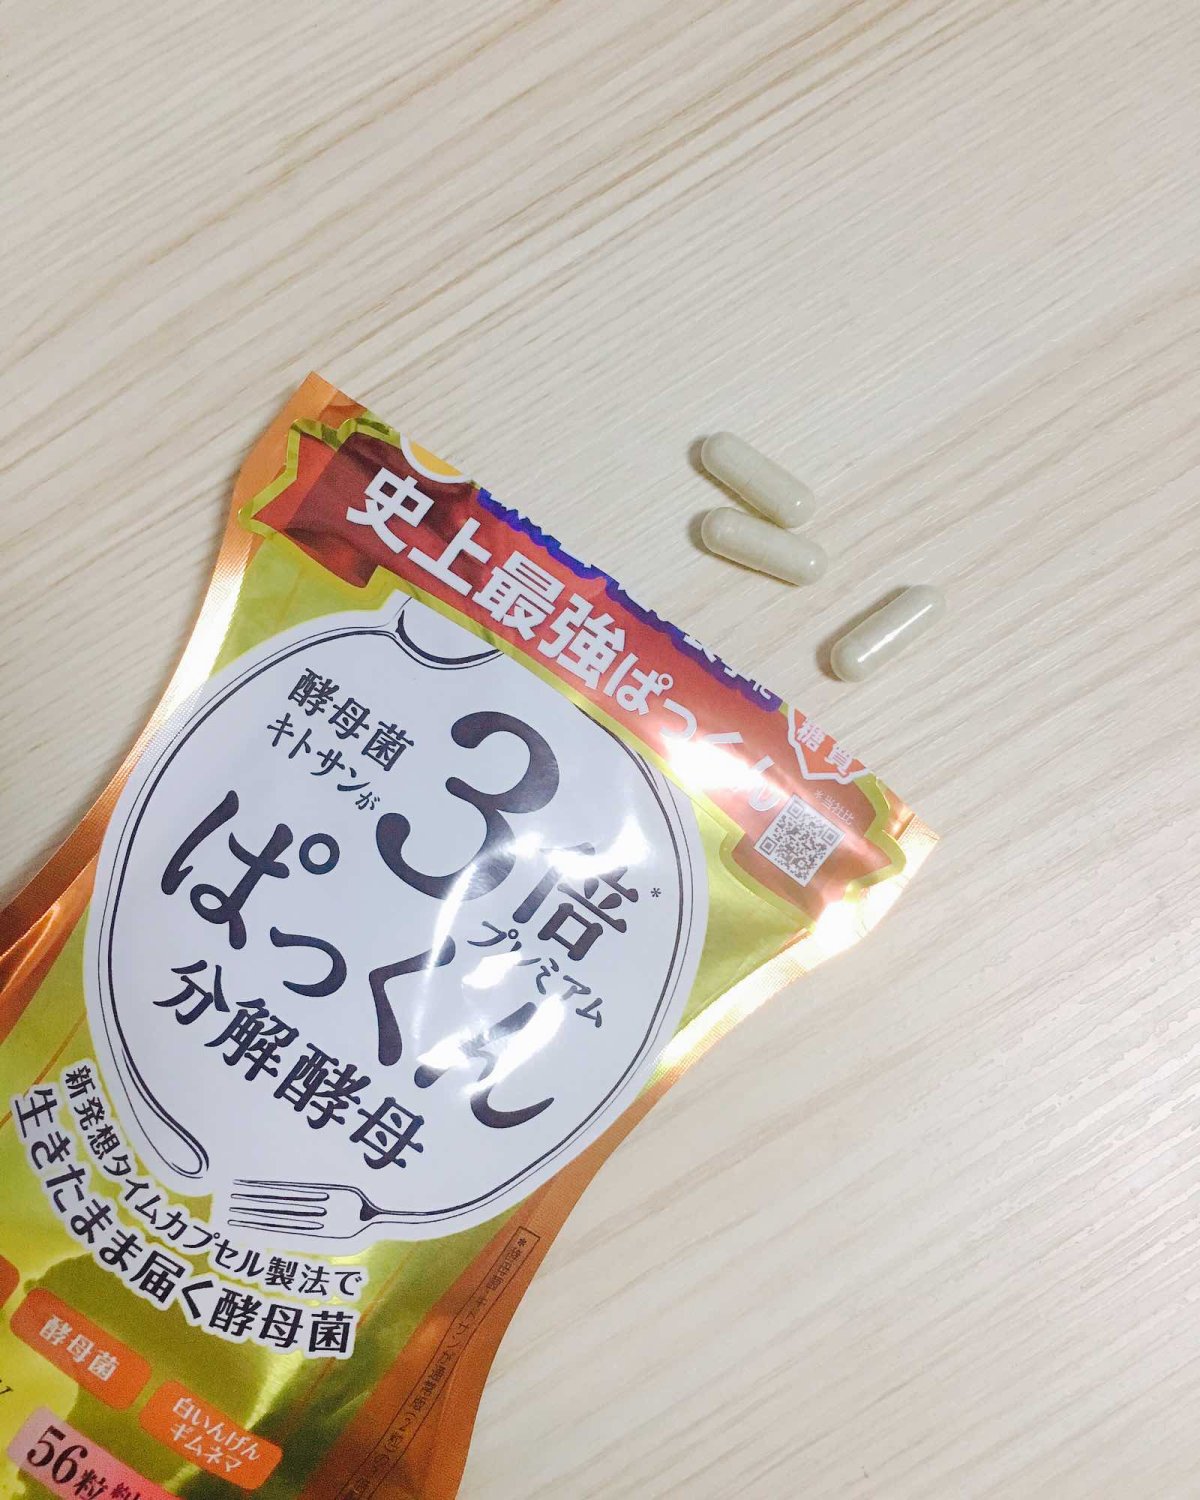 史上最強ぱっくん
糖質
*当社比
酵母菌
キトサンが
3倍*
ぱっくん
プレミアム
分解酵母
新発想タイムカプセル製法で
生きたまま届く酵母菌
酵母菌
白いんげん
ギムネマ
56粒